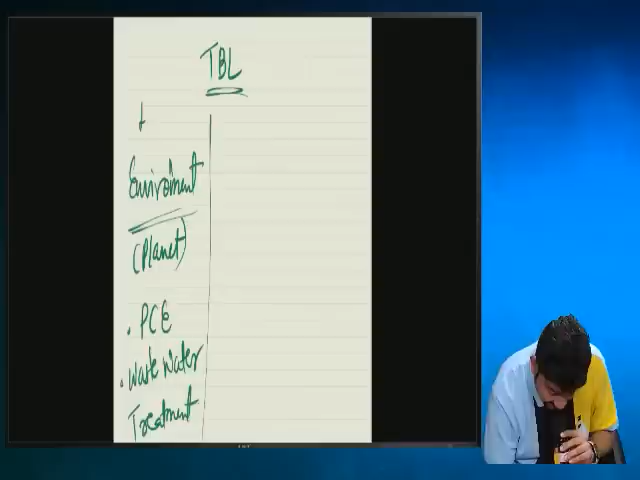 TBL
Enviroment
(Planet)
• PCE
• Waste Water
Treatment